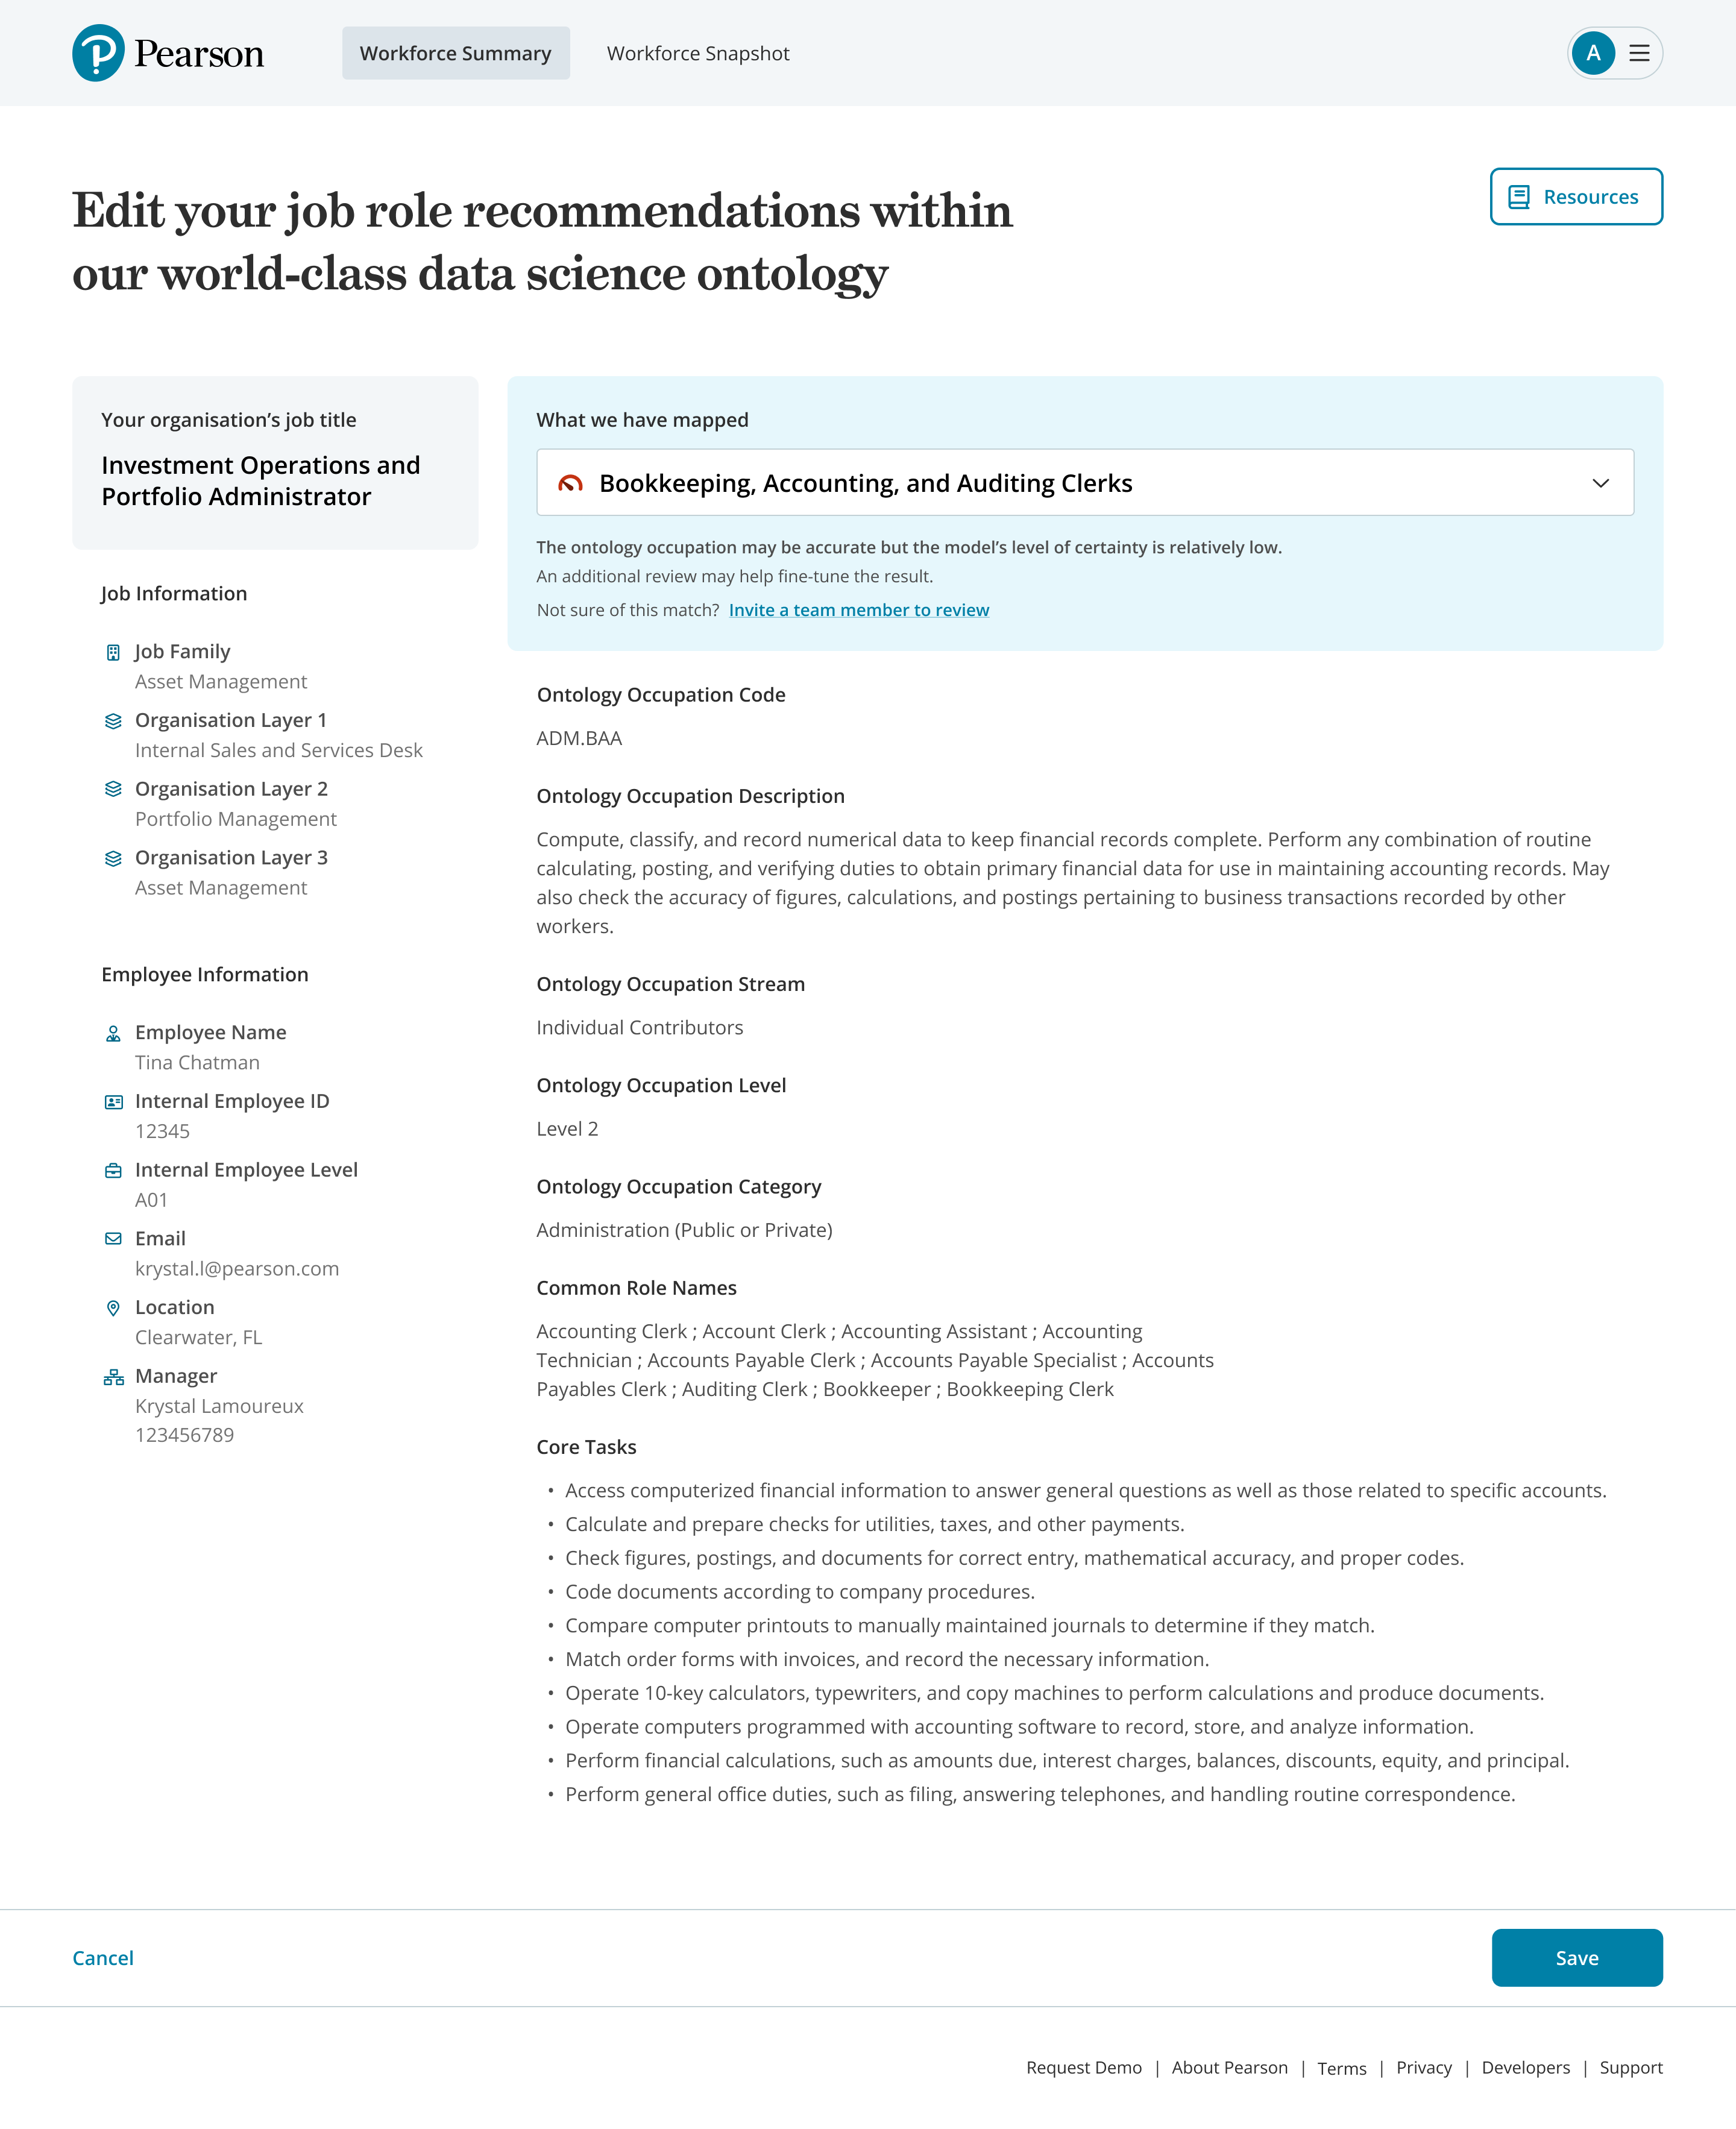 Pearson
Workforce Summary
Workforce Snapshot
A
Edit your job role recommendations within
our world-class data science ontology
Resources
Your organisation’s job title
Investment Operations and
Portfolio Administrator
Job Information
Job Family
Asset Management
Organisation Layer 1
Internal Sales and Services Desk
Organisation Layer 2
Portfolio Management
Organisation Layer 3
Asset Management
Employee Information
Employee Name
Tina Chatman
Internal Employee ID
12345
Internal Employee Level
A01
Email
krystal.l@pearson.com
Location
Clearwater, FL
Manager
Krystal Lamoureux
123456789
What we have mapped
Bookkeeping, Accounting, and Auditing Clerks
The ontology occupation may be accurate but the model’s level of certainty is relatively low.
An additional review may help fine-tune the result.
Not sure of this match? Invite a team member to review
Ontology Occupation Code
ADM.BAA
Ontology Occupation Description
Compute, classify, and record numerical data to keep financial records complete. Perform any combination of routine
calculating, posting, and verifying duties to obtain primary financial data for use in maintaining accounting records. May
also check the accuracy of figures, calculations, and postings pertaining to business transactions recorded by other
workers.
Ontology Occupation Stream
Individual Contributors
Ontology Occupation Level
Level 2
Ontology Occupation Category
Administration (Public or Private)
Common Role Names
Accounting Clerk ; Account Clerk ; Accounting Assistant ; Accounting
Technician ; Accounts Payable Clerk ; Accounts Payable Specialist ; Accounts
Payables Clerk ; Auditing Clerk ; Bookkeeper ; Bookkeeping Clerk
Core Tasks
• Access computerized financial information to answer general questions as well as those related to specific accounts.
• Calculate and prepare checks for utilities, taxes, and other payments.
• Check figures, postings, and documents for correct entry, mathematical accuracy, and proper codes.
• Code documents according to company procedures.
• Compare computer printouts to manually maintained journals to determine if they match.
• Match order forms with invoices, and record the necessary information.
• Operate 10-key calculators, typewriters, and copy machines to perform calculations and produce documents.
• Operate computers programmed with accounting software to record, store, and analyze information.
• Perform financial calculations, such as amounts due, interest charges, balances, discounts, equity, and principal.
• Perform general office duties, such as filing, answering telephones, and handling routine correspondence.
Cancel
Save
Request Demo | About Pearson | Terms | Privacy | Developers | Support